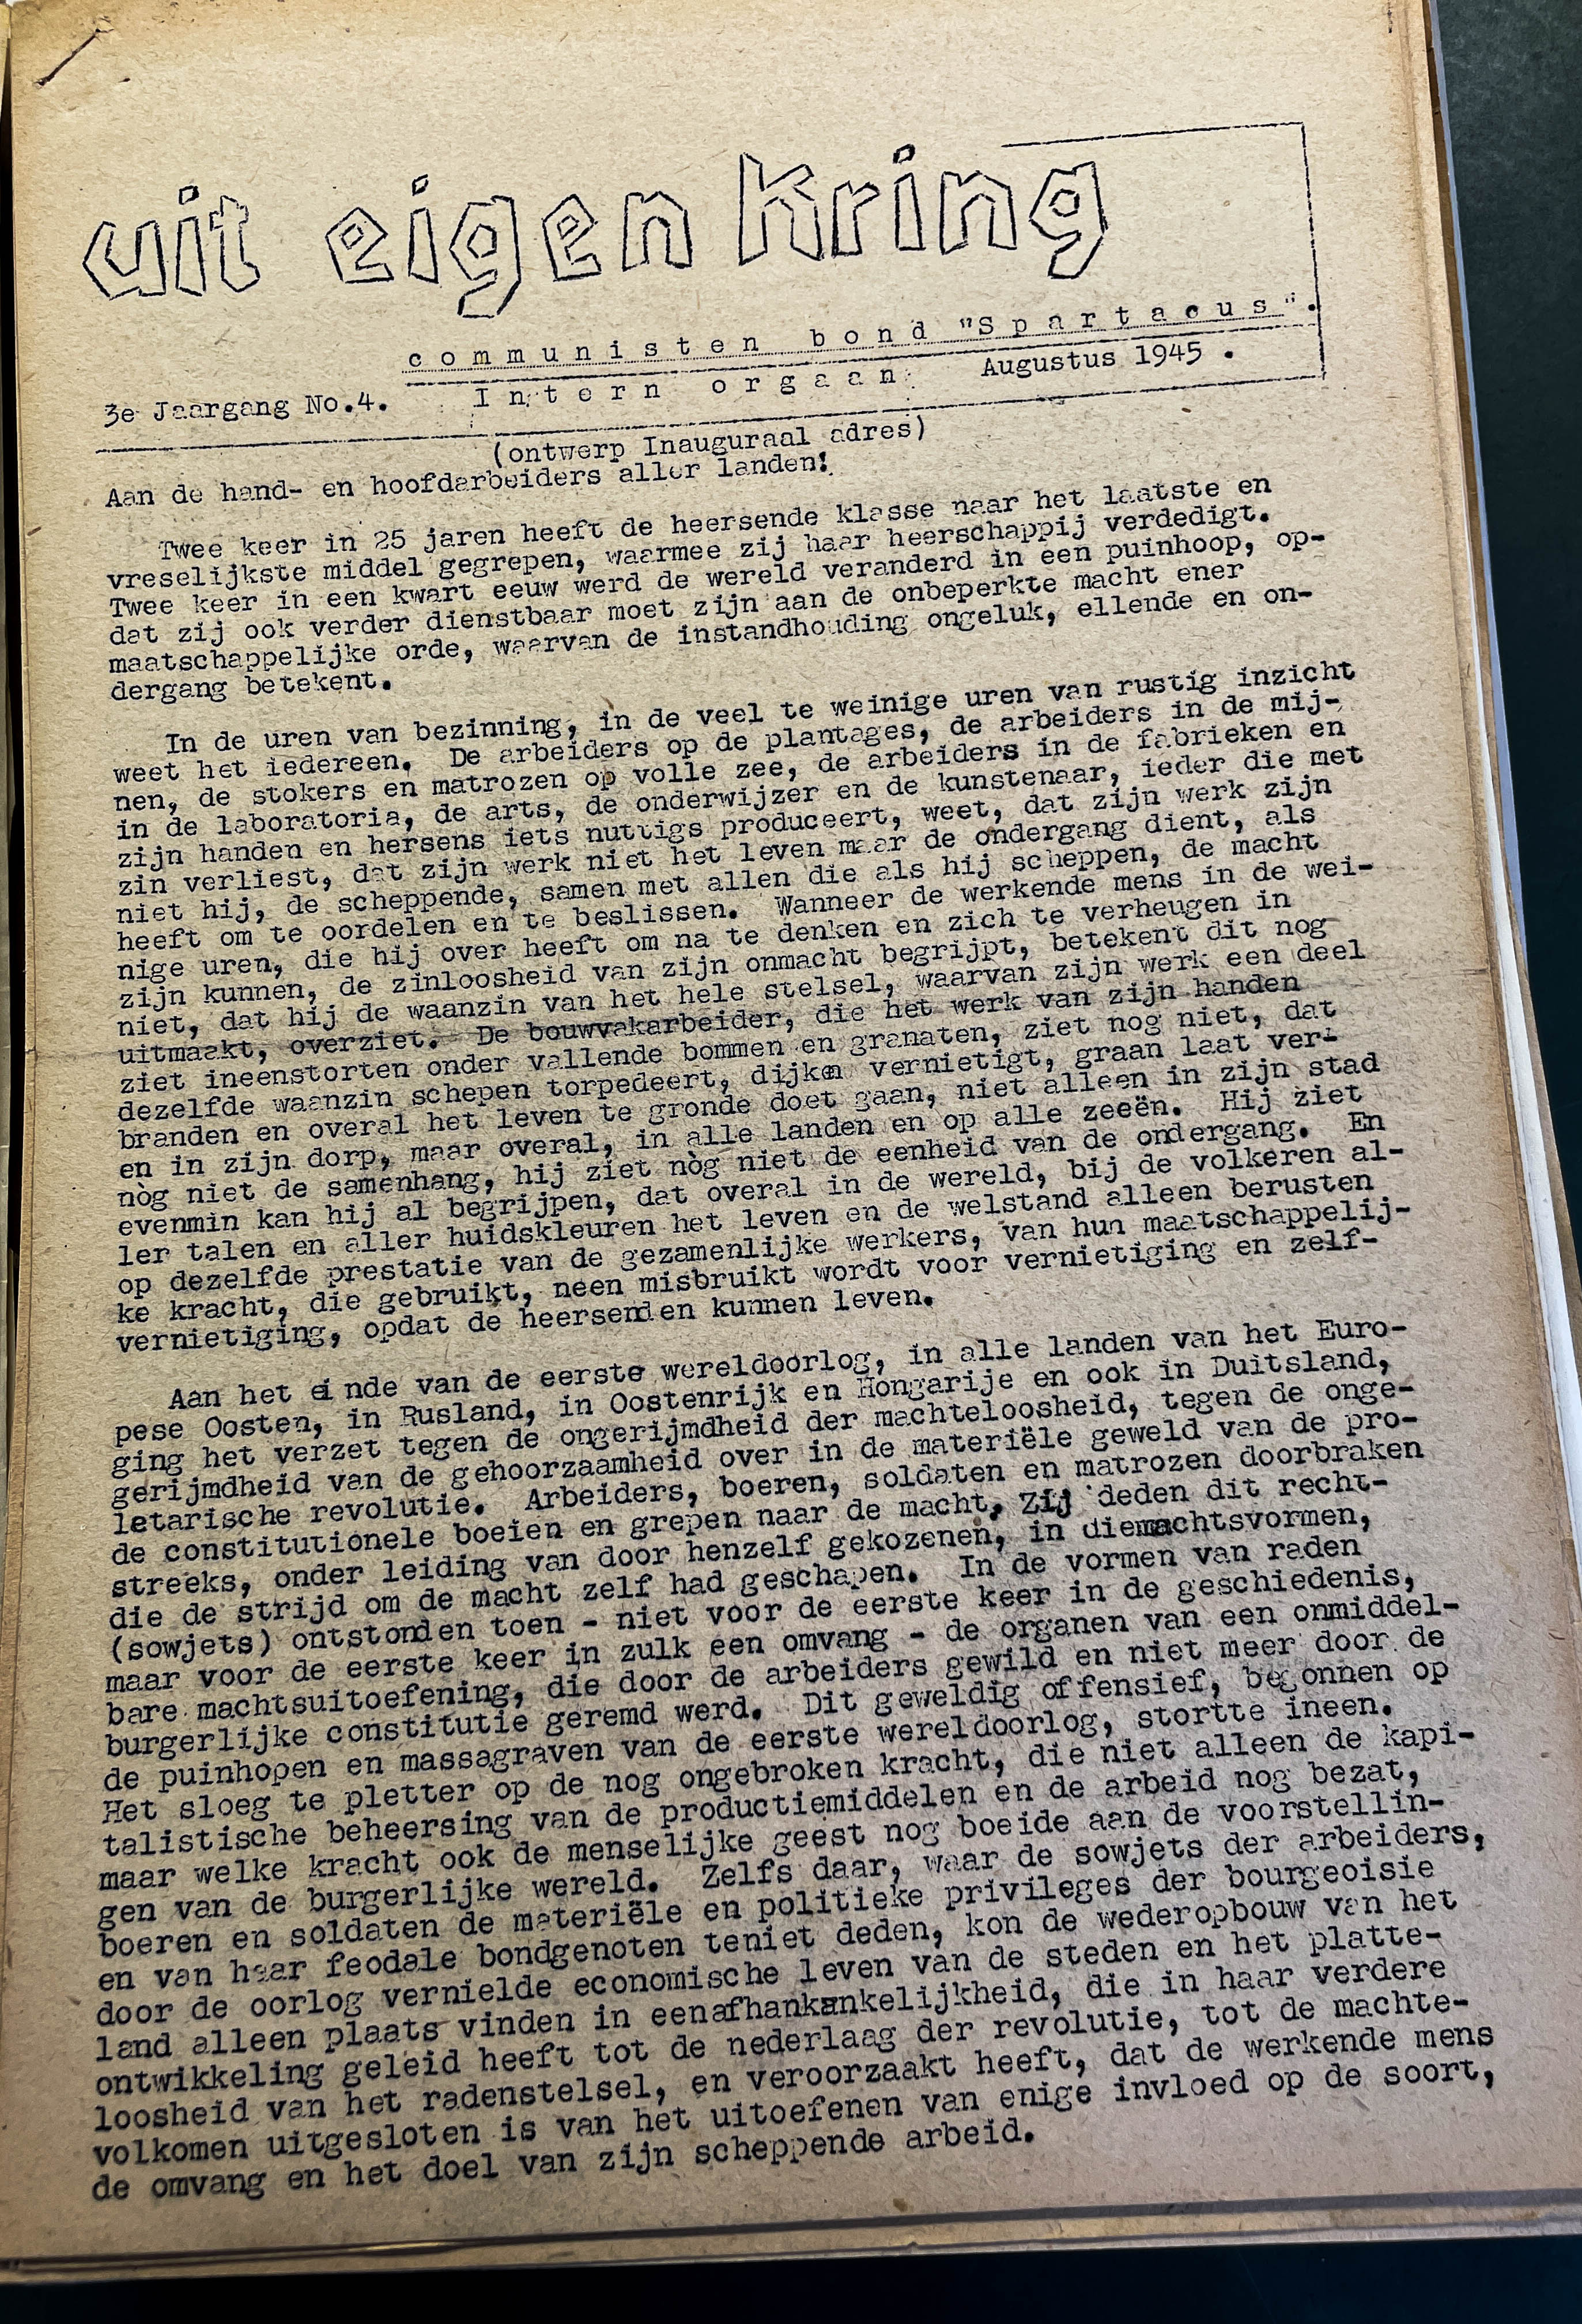 uit eigen kring
communisten bond "Spartacus".
3e Jaargang No.4. Intern orgaan. Augustus 1945.
(ontwerp Inauguraal adres)
Aan de hand- en hoofdarbeiders aller landen!
Twee keer in 25 jaren heeft de heersende klasse naar het laatste en
vreselijkste middel gegrepen, waarmee zij haar heerschappij verdedigt.
Twee keer in een kwart eeuw werd de wereld veranderd in een puinhoop, op-
dat zij ook verder dienstbaar moet zijn aan de onbeperkte macht ener
maatschappelijke orde, waarvan de instandhouding ongeluk, ellende en on-
dergang betekent.
In de uren van bezinning, in de veel te weinige uren van rustig inzicht
weet het iedereen. De arbeiders op de plantages, de arbeiders in de mij-
nen, de stokers en matrozen op volle zee, de arbeiders in de fabrieken en
in de laboratoria, de arts, de onderwijzer en de kunstenaar, ieder die met
zijn handen en hersens iets nuttigs produceert, weet, dat zijn werk zijn
zin verliest, dat zijn werk niet het leven maar de ondergang dient, als
niet hij, de scheppende, samen met allen die als hij scheppen, de macht
heeft om te oordelen en te beslissen. Wanneer de werkende mens in de wei-
nige uren, die hij over heeft om na te denken en zich te verheugen in
zijn kunnen, de zinloosheid van zijn onmacht begrijpt, betekent dit nog
niet, dat hij de waanzin van het hele stelsel, waarvan zijn werk een deel
uitmaakt, overziet. De bouwvakarbeider, die het werk van zijn handen
ziet ineenstorten onder vallende bommen en granaten, ziet nog niet, dat
dezelfde waanzin schepen torpedeert, dijken vernietigt, graan laat ver-
branden en overal het leven te gronde doet gaan, niet alleen in zijn stad
en in zijn dorp, maar overal, in alle landen en op alle zeeën. Hij ziet
nòg niet de samenhang, hij ziet nòg niet de eenheid van de ondergang. En
evenmin kan hij al begrijpen, dat overal in de wereld, bij de volkeren al-
ler talen en aller huidskleuren het leven en de welstand alleen berusten
op dezelfde prestatie van de gezamenlijke werkers, van hun maatschappelij-
ke kracht, die gebruikt, neen misbruikt wordt voor vernietiging en zelf-
vernietiging, opdat de heersenden kunnen leven.
Aan het einde van de eerste wereldoorlog, in alle landen van het Euro-
pese Oosten, in Rusland, in Oostenrijk en Hongarije en ook in Duitsland,
ging het verzet tegen de ongerijmdheid der machteloosheid, tegen de onge-
gerijmdheid van de gehoorzaamheid over in de materiële geweld van de pro-
letarische revolutie. Arbeiders, boeren, soldaten en matrozen doorbraken
de constitutionele boeien en grepen naar de macht. Zij deden dit recht-
streeks, onder leiding van door henzelf gekozenen, in die machtsvormen,
die de strijd om de macht zelf had geschapen. In de vormen van raden
(sowjets) ontstonden toen - niet voor de eerste keer in de geschiedenis,
maar voor de eerste keer in zulk een omvang - de organen van een onmiddel-
bare machtsuitoefening, die door de arbeiders gewild en niet meer door de
burgerlijke constitutie geremd werd. Dit geweldig offensief, begonnen op
de puinhopen en massagraven van de eerste wereldoorlog, stortte ineen.
Het sloeg te pletter op de nog ongebroken kracht, die niet alleen de kapi-
talistische beheersing van de productiemiddelen en de arbeid nog bezat,
maar welke kracht ook de menselijke geest nog boeide aan de voorstellin-
gen van de burgerlijke wereld. Zelfs daar, waar de sowjets der arbeiders,
boeren en soldaten de materiële en politieke privileges der bourgeoisie
en van haar feodale bondgenoten teniet deden, kon de wederopbouw van het
door de oorlog vernielde economische leven van de steden en het platte-
land alleen plaats vinden in eenafhankankelijkheid, die in haar verdere
ontwikkeling geleid heeft tot de nederlaag der revolutie, tot de machte-
loosheid van het radenstelsel, en veroorzaakt heeft, dat de werkende mens
volkomen uitgesloten is van het uitoefenen van enige invloed op de soort,
de omvang en het doel van zijn scheppende arbeid.